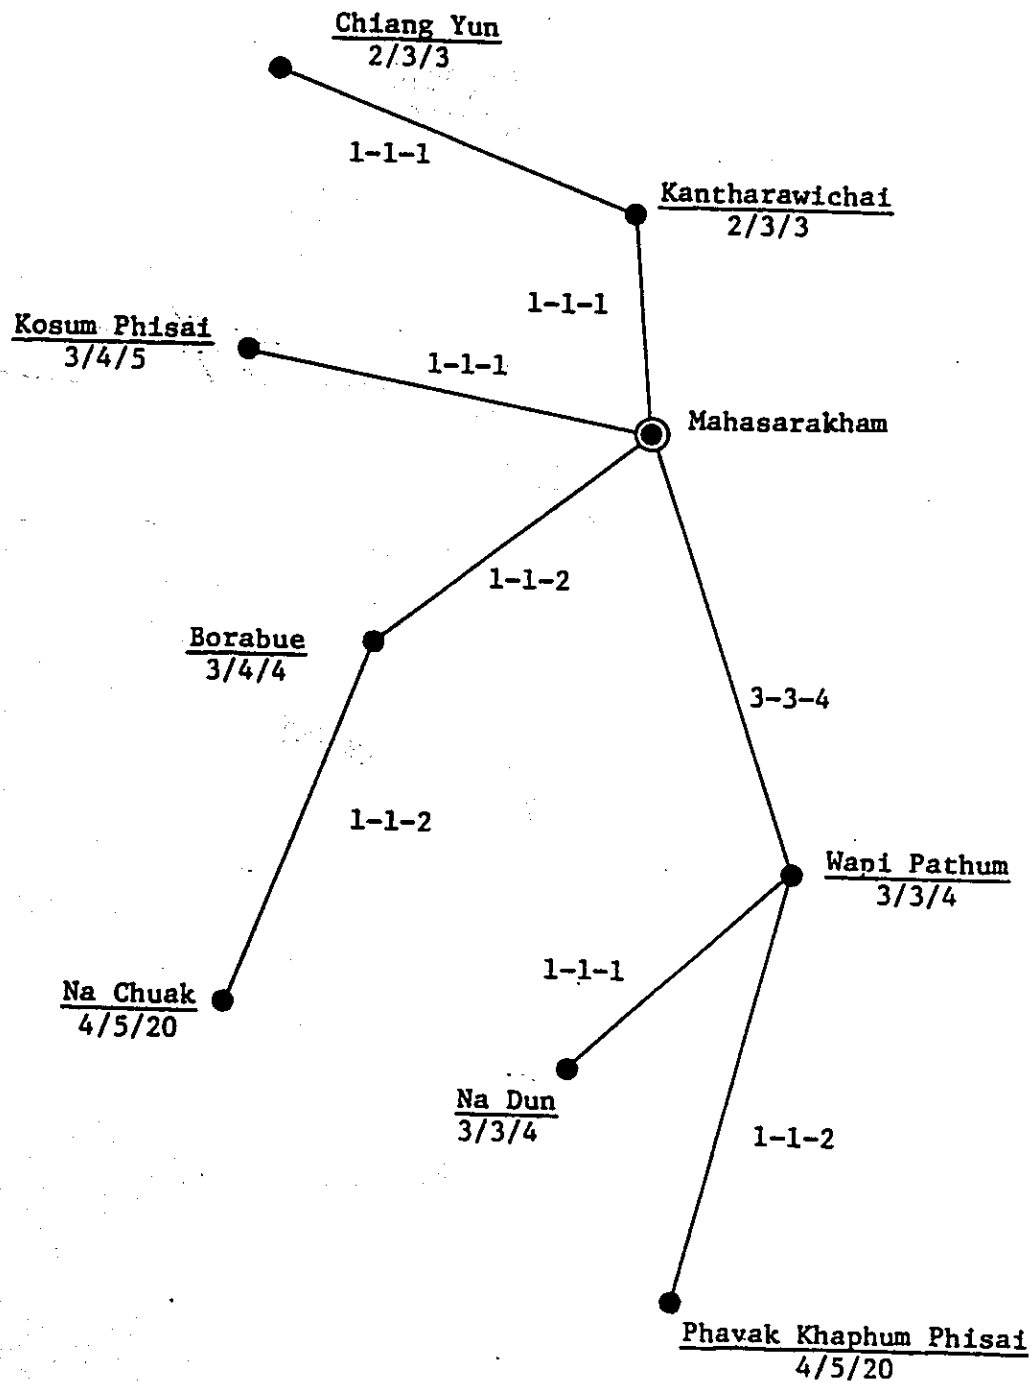 Chiang Yun
2/3/3
1-1-1
Kantharawichai
2/3/3
1-1-1
Kosum Phisai
3/4/5
1-1-1
Mahasarakham
1-1-2
Borabue
3/4/4
3-3-4
1-1-2
Wapi Pathum
3/3/4
1-1-1
Na Chuak
4/5/20
Na Dun
3/3/4
1-1-2
Phayak Khaphum Phisai
4/5/20